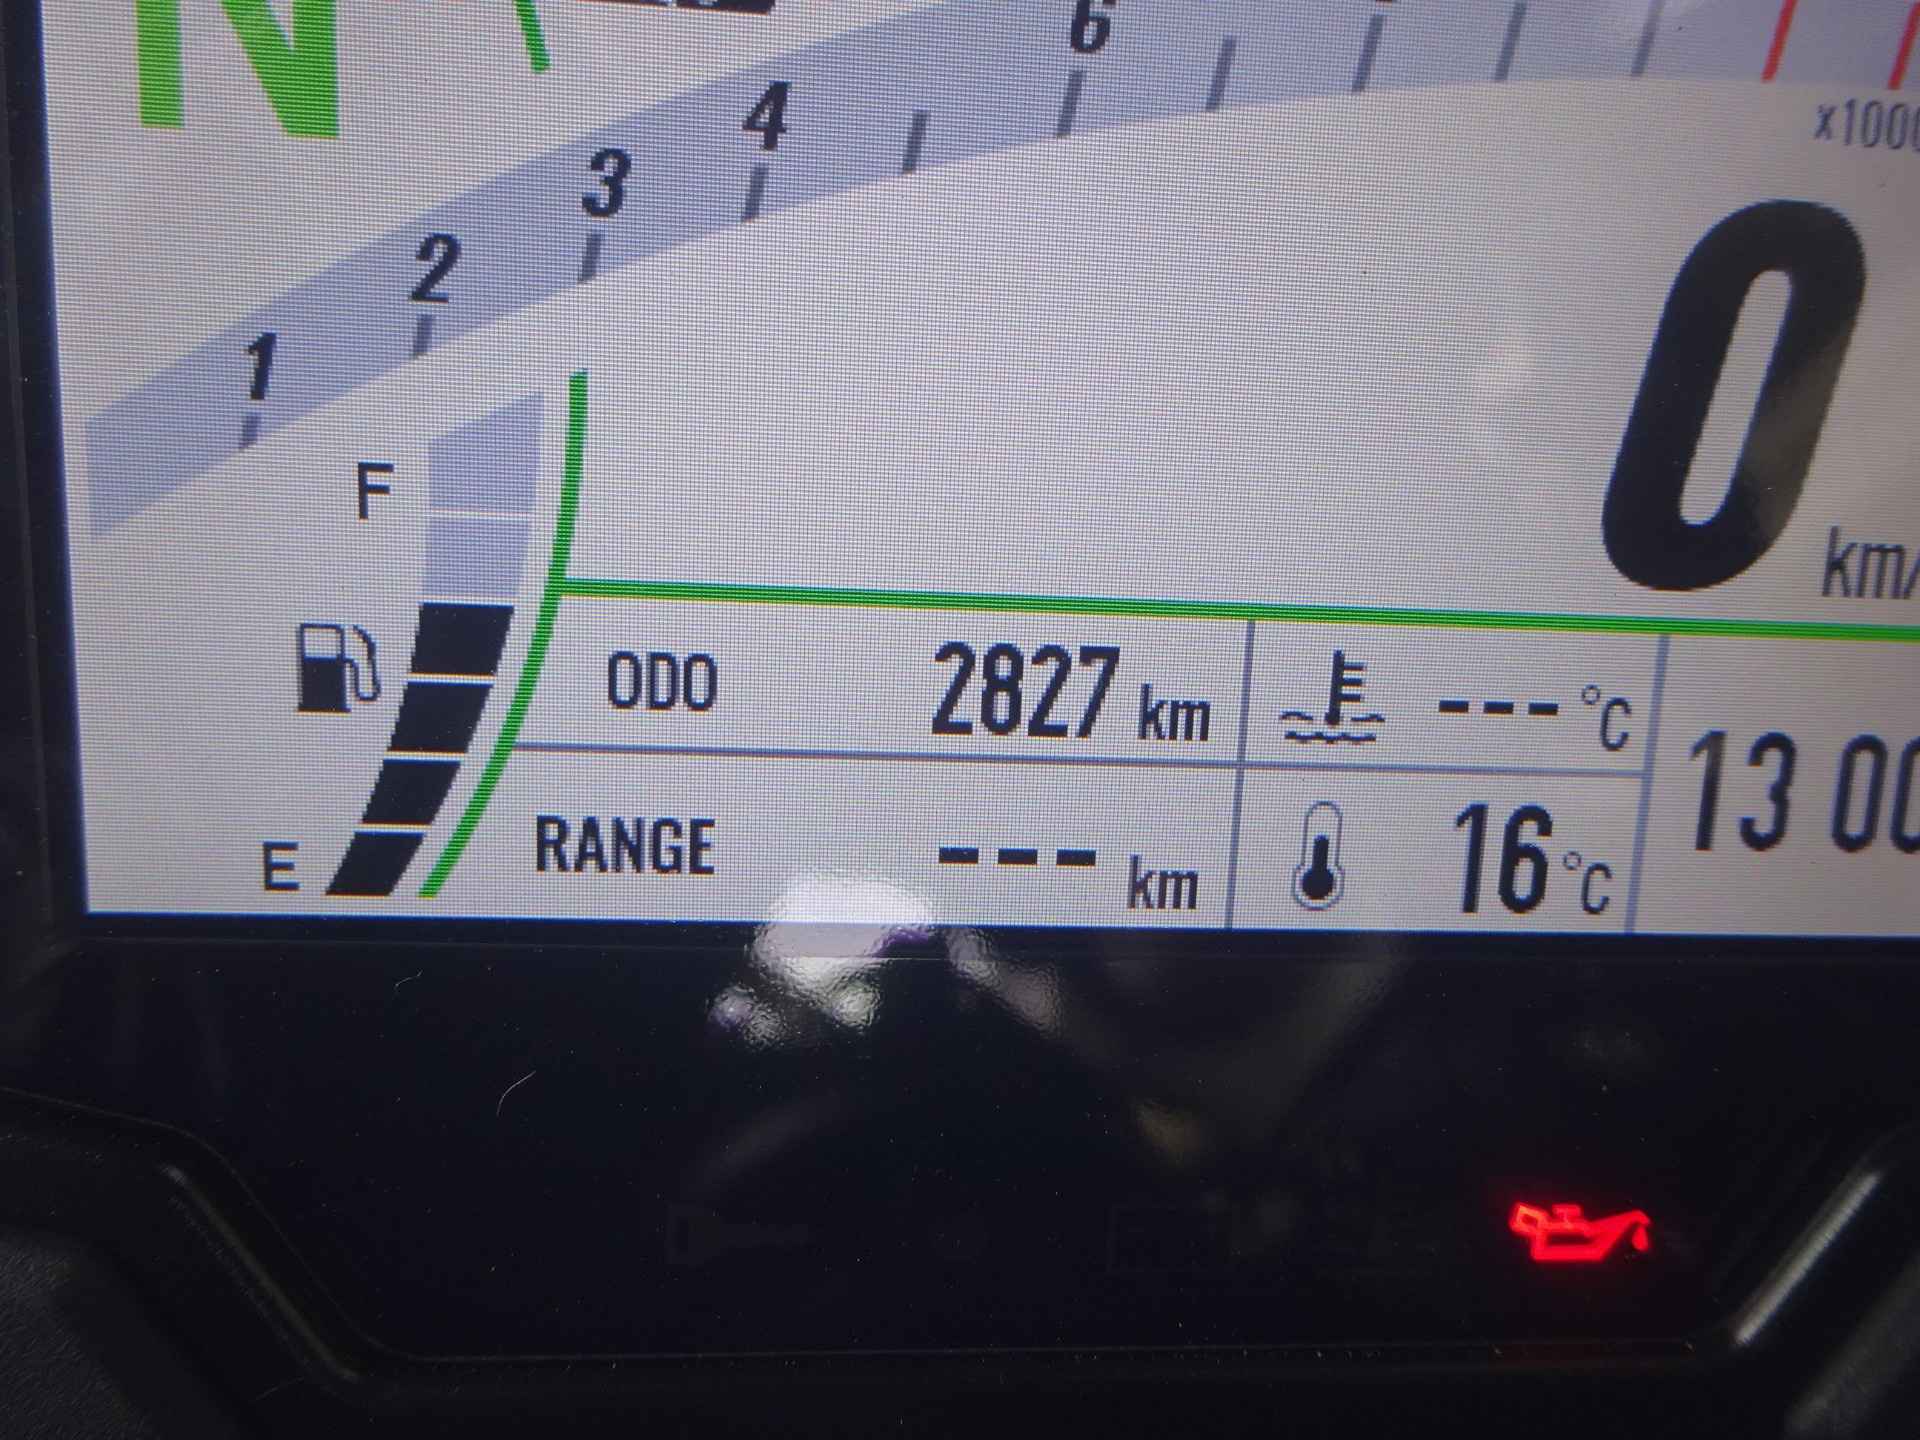 N
6
4
3
2
1
x1000
0
km/
F
E
ODO 2827 km
--- °C
RANGE --- km
16 °C
13 00